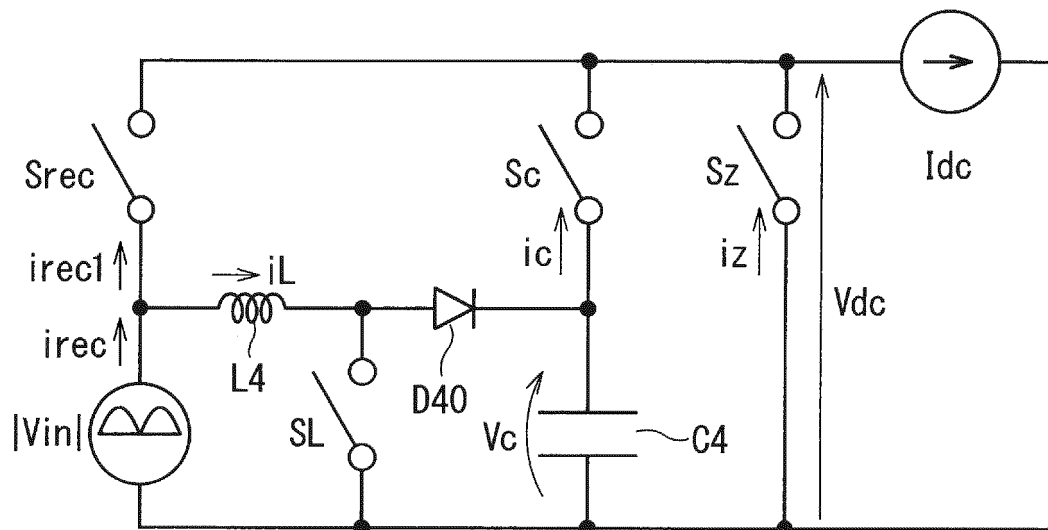 Srec
Sc
Sz
Idc
irec1
iL
ic
iz
Vdc
irec
L4
D40
|Vin|
SL
Vc
C4